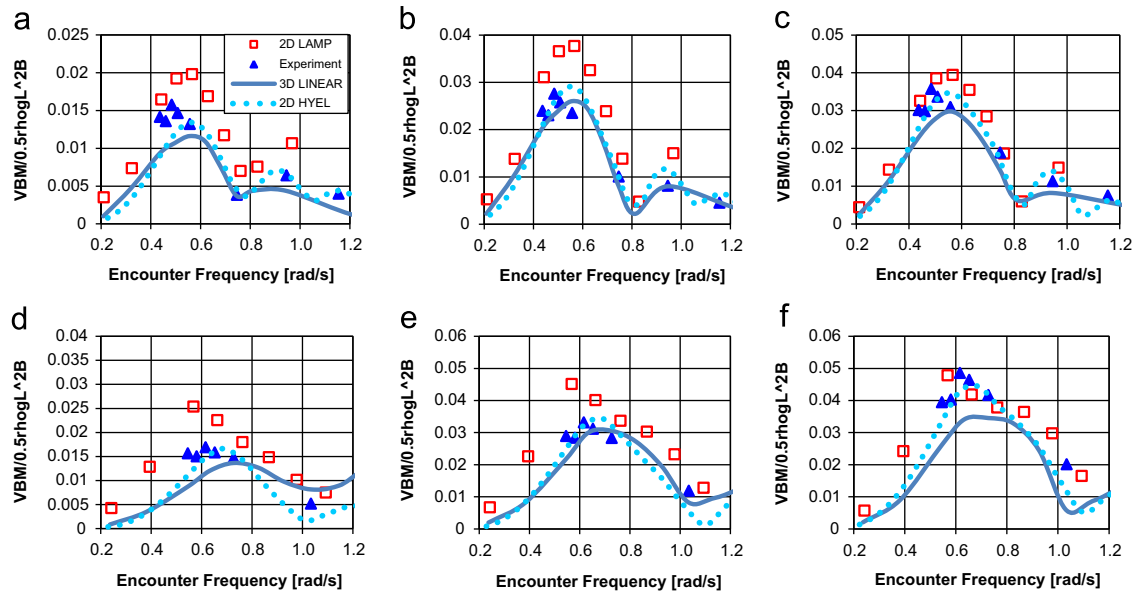 a
0.025
0.02
0.015
0.01
0.005
0
0.2 0.4 0.6 0.8 1.0 1.2
VBM/0.5rhogL^2B
Encounter Frequency [rad/s]
2D LAMP
Experiment
3D LINEAR
2D HYEL
b
0.04
0.03
0.02
0.01
0
0.2 0.4 0.6 0.8 1.0 1.2
VBM/0.5rhogL^2B
Encounter Frequency [rad/s]
c
0.05
0.04
0.03
0.02
0.01
0
0.2 0.4 0.6 0.8 1.0 1.2
VBM/0.5rhogL^2B
Encounter Frequency [rad/s]
d
0.04
0.035
0.03
0.025
0.02
0.015
0.01
0.005
0
0.2 0.4 0.6 0.8 1.0 1.2
VBM/0.5rhogL^2B
Encounter Frequency [rad/s]
e
0.06
0.05
0.04
0.03
0.02
0.01
0
0.2 0.4 0.6 0.8 1.0 1.2
VBM/0.5rhogL^2B
Encounter Frequency [rad/s]
f
0.06
0.05
0.04
0.03
0.02
0.01
0
0.2 0.4 0.6 0.8 1.0 1.2
VBM/0.5rhogL^2B
Encounter Frequency [rad/s]